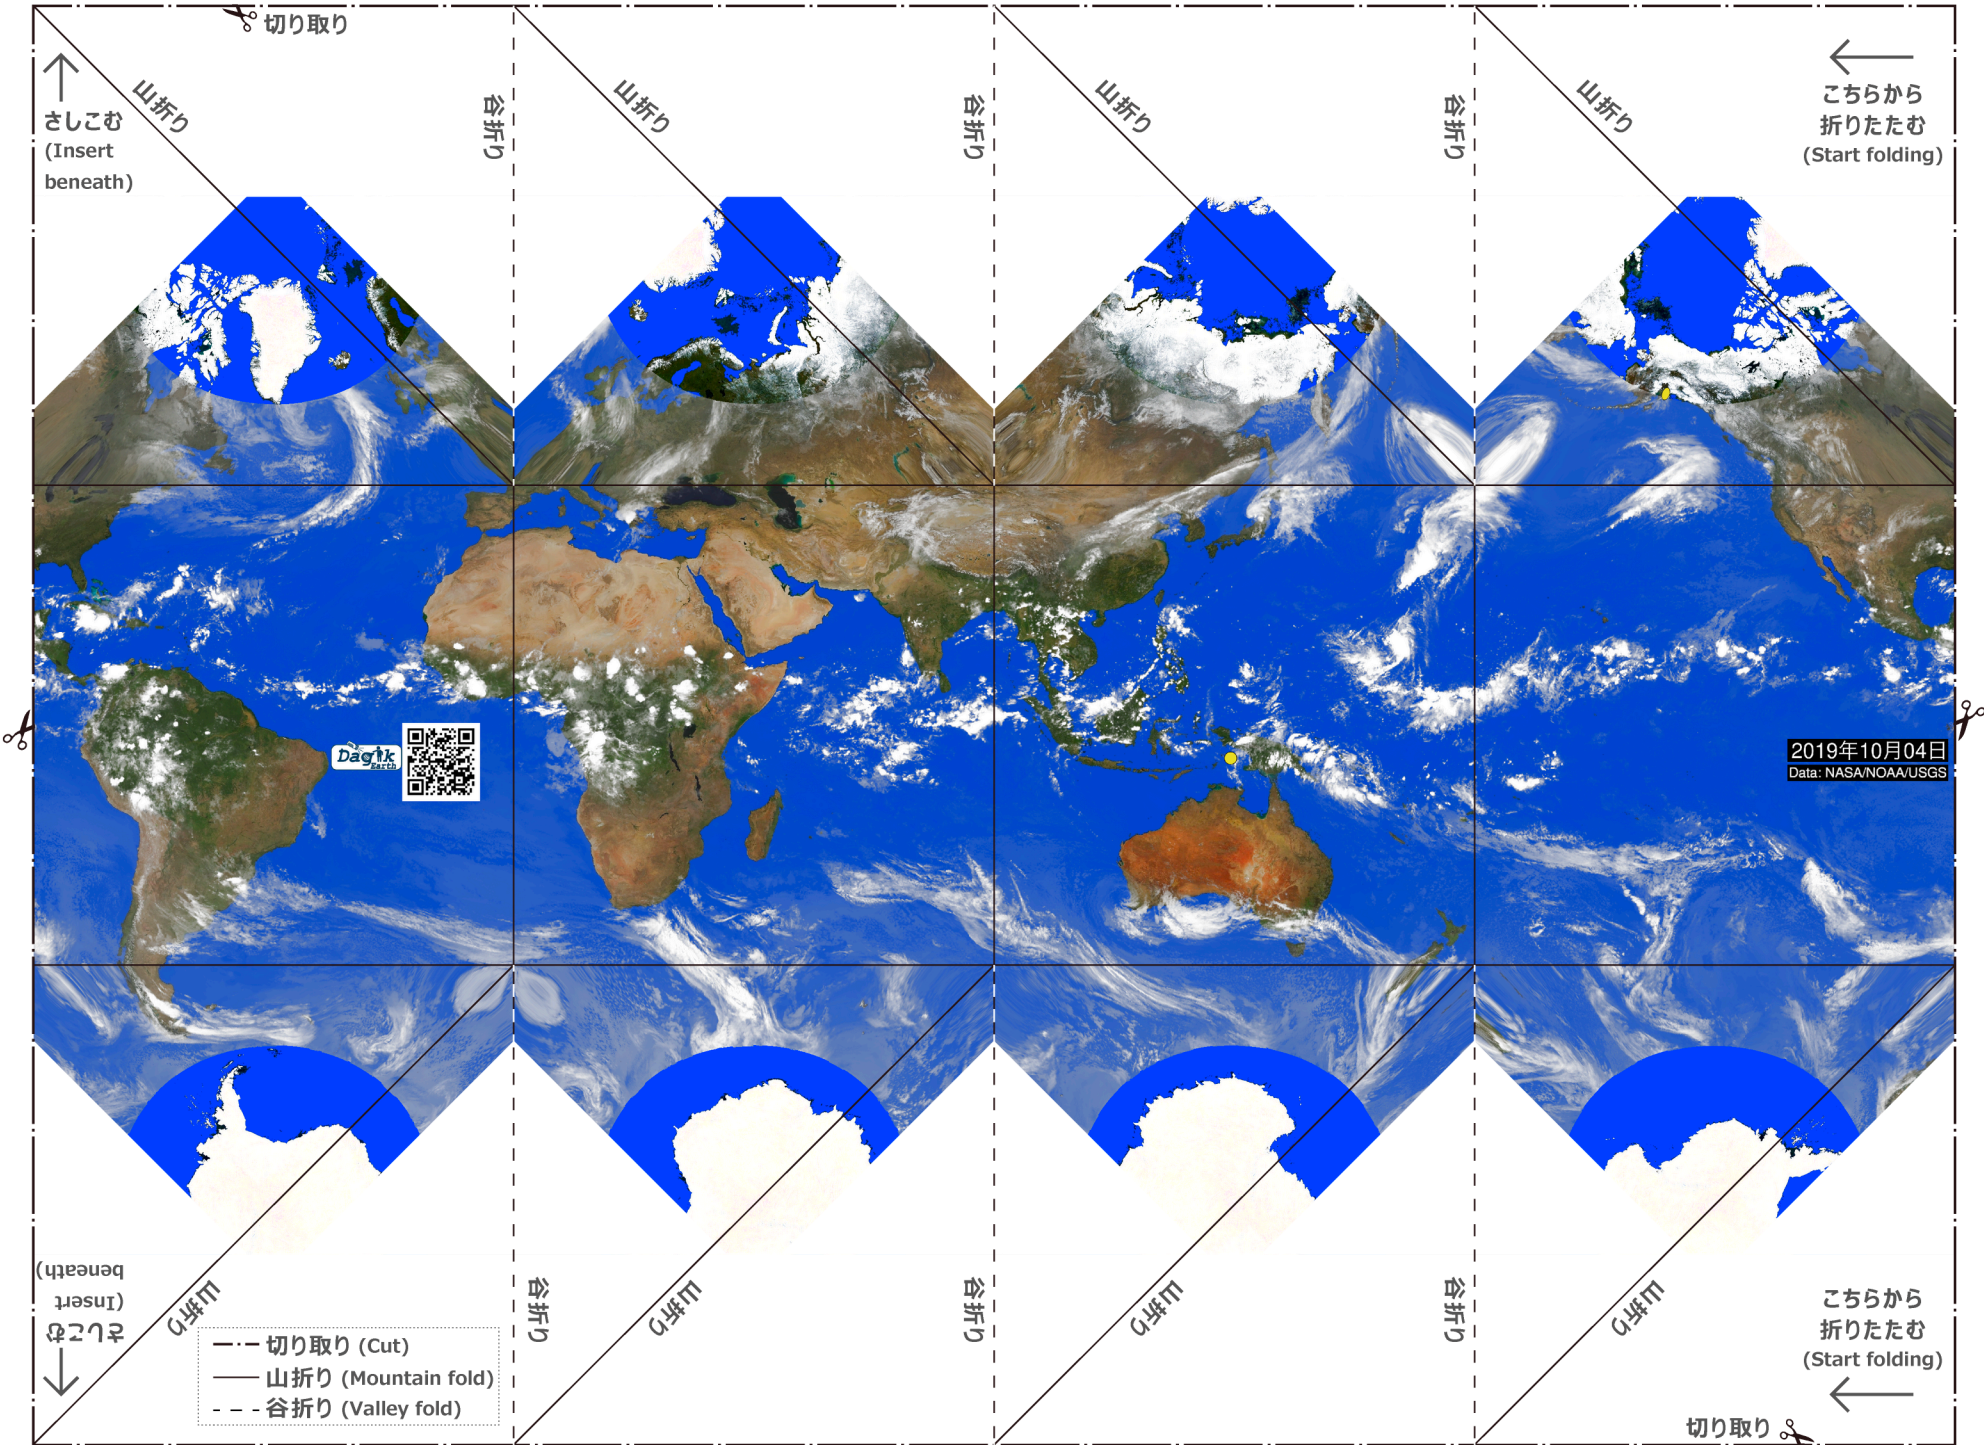 切り取り
山折り
山折り
山折り
山折り
谷折り
谷折り
谷折り
さしこむ
(Insert
beneath)
こちらから
折りたたむ
(Start folding)
Dagik
Earth
2019年10月04日
Data: NASA/NOAA/USGS
さしこむ
(Insert
beneath)
山折り
山折り
山折り
山折り
谷折り
谷折り
谷折り
こちらから
折りたたむ
(Start folding)
切り取り (Cut)
山折り (Mountain fold)
谷折り (Valley fold)
切り取り